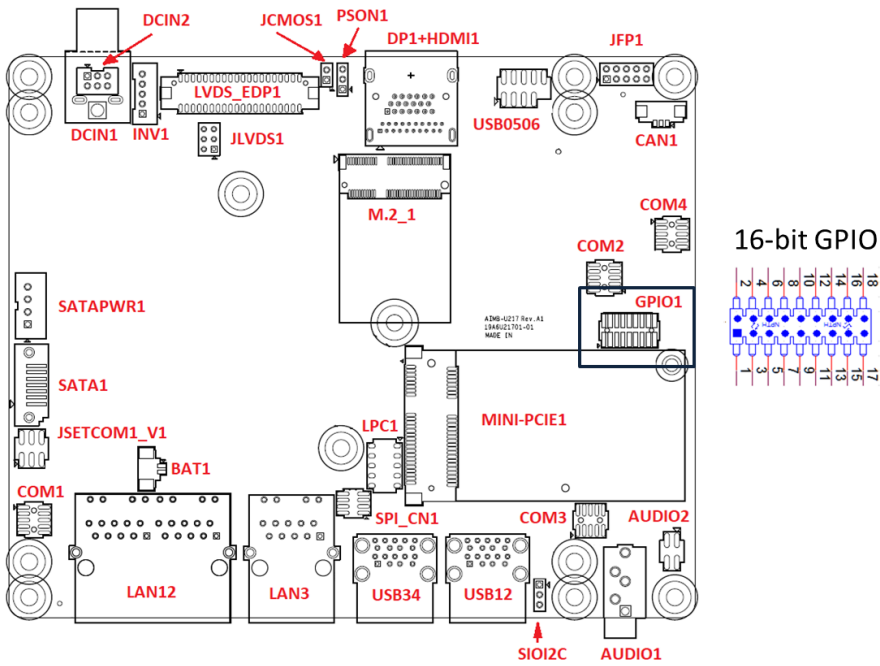 DCIN2
JCMOS1
PSON1
DP1+HDMI1
JFP1
LVDS_EDP1
DCIN1
INV1
JLVDS1
USB0506
CAN1
M.2_1
COM4
COM2
16-bit GPIO
GPIO1
SATAPWR1
AIMB-U217 Rev.A1
19A6U21701-01
MADE IN
2 4 6 8 10 12 14 16 18
NPTH NPTH
1 3 5 7 9 11 13 15 17
SATA1
MINI-PCIE1
JSETCOM1_V1
LPC1
BAT1
COM1
SPI_CN1
COM3
AUDIO2
LAN12
LAN3
USB34
USB12
SIOI2C
AUDIO1